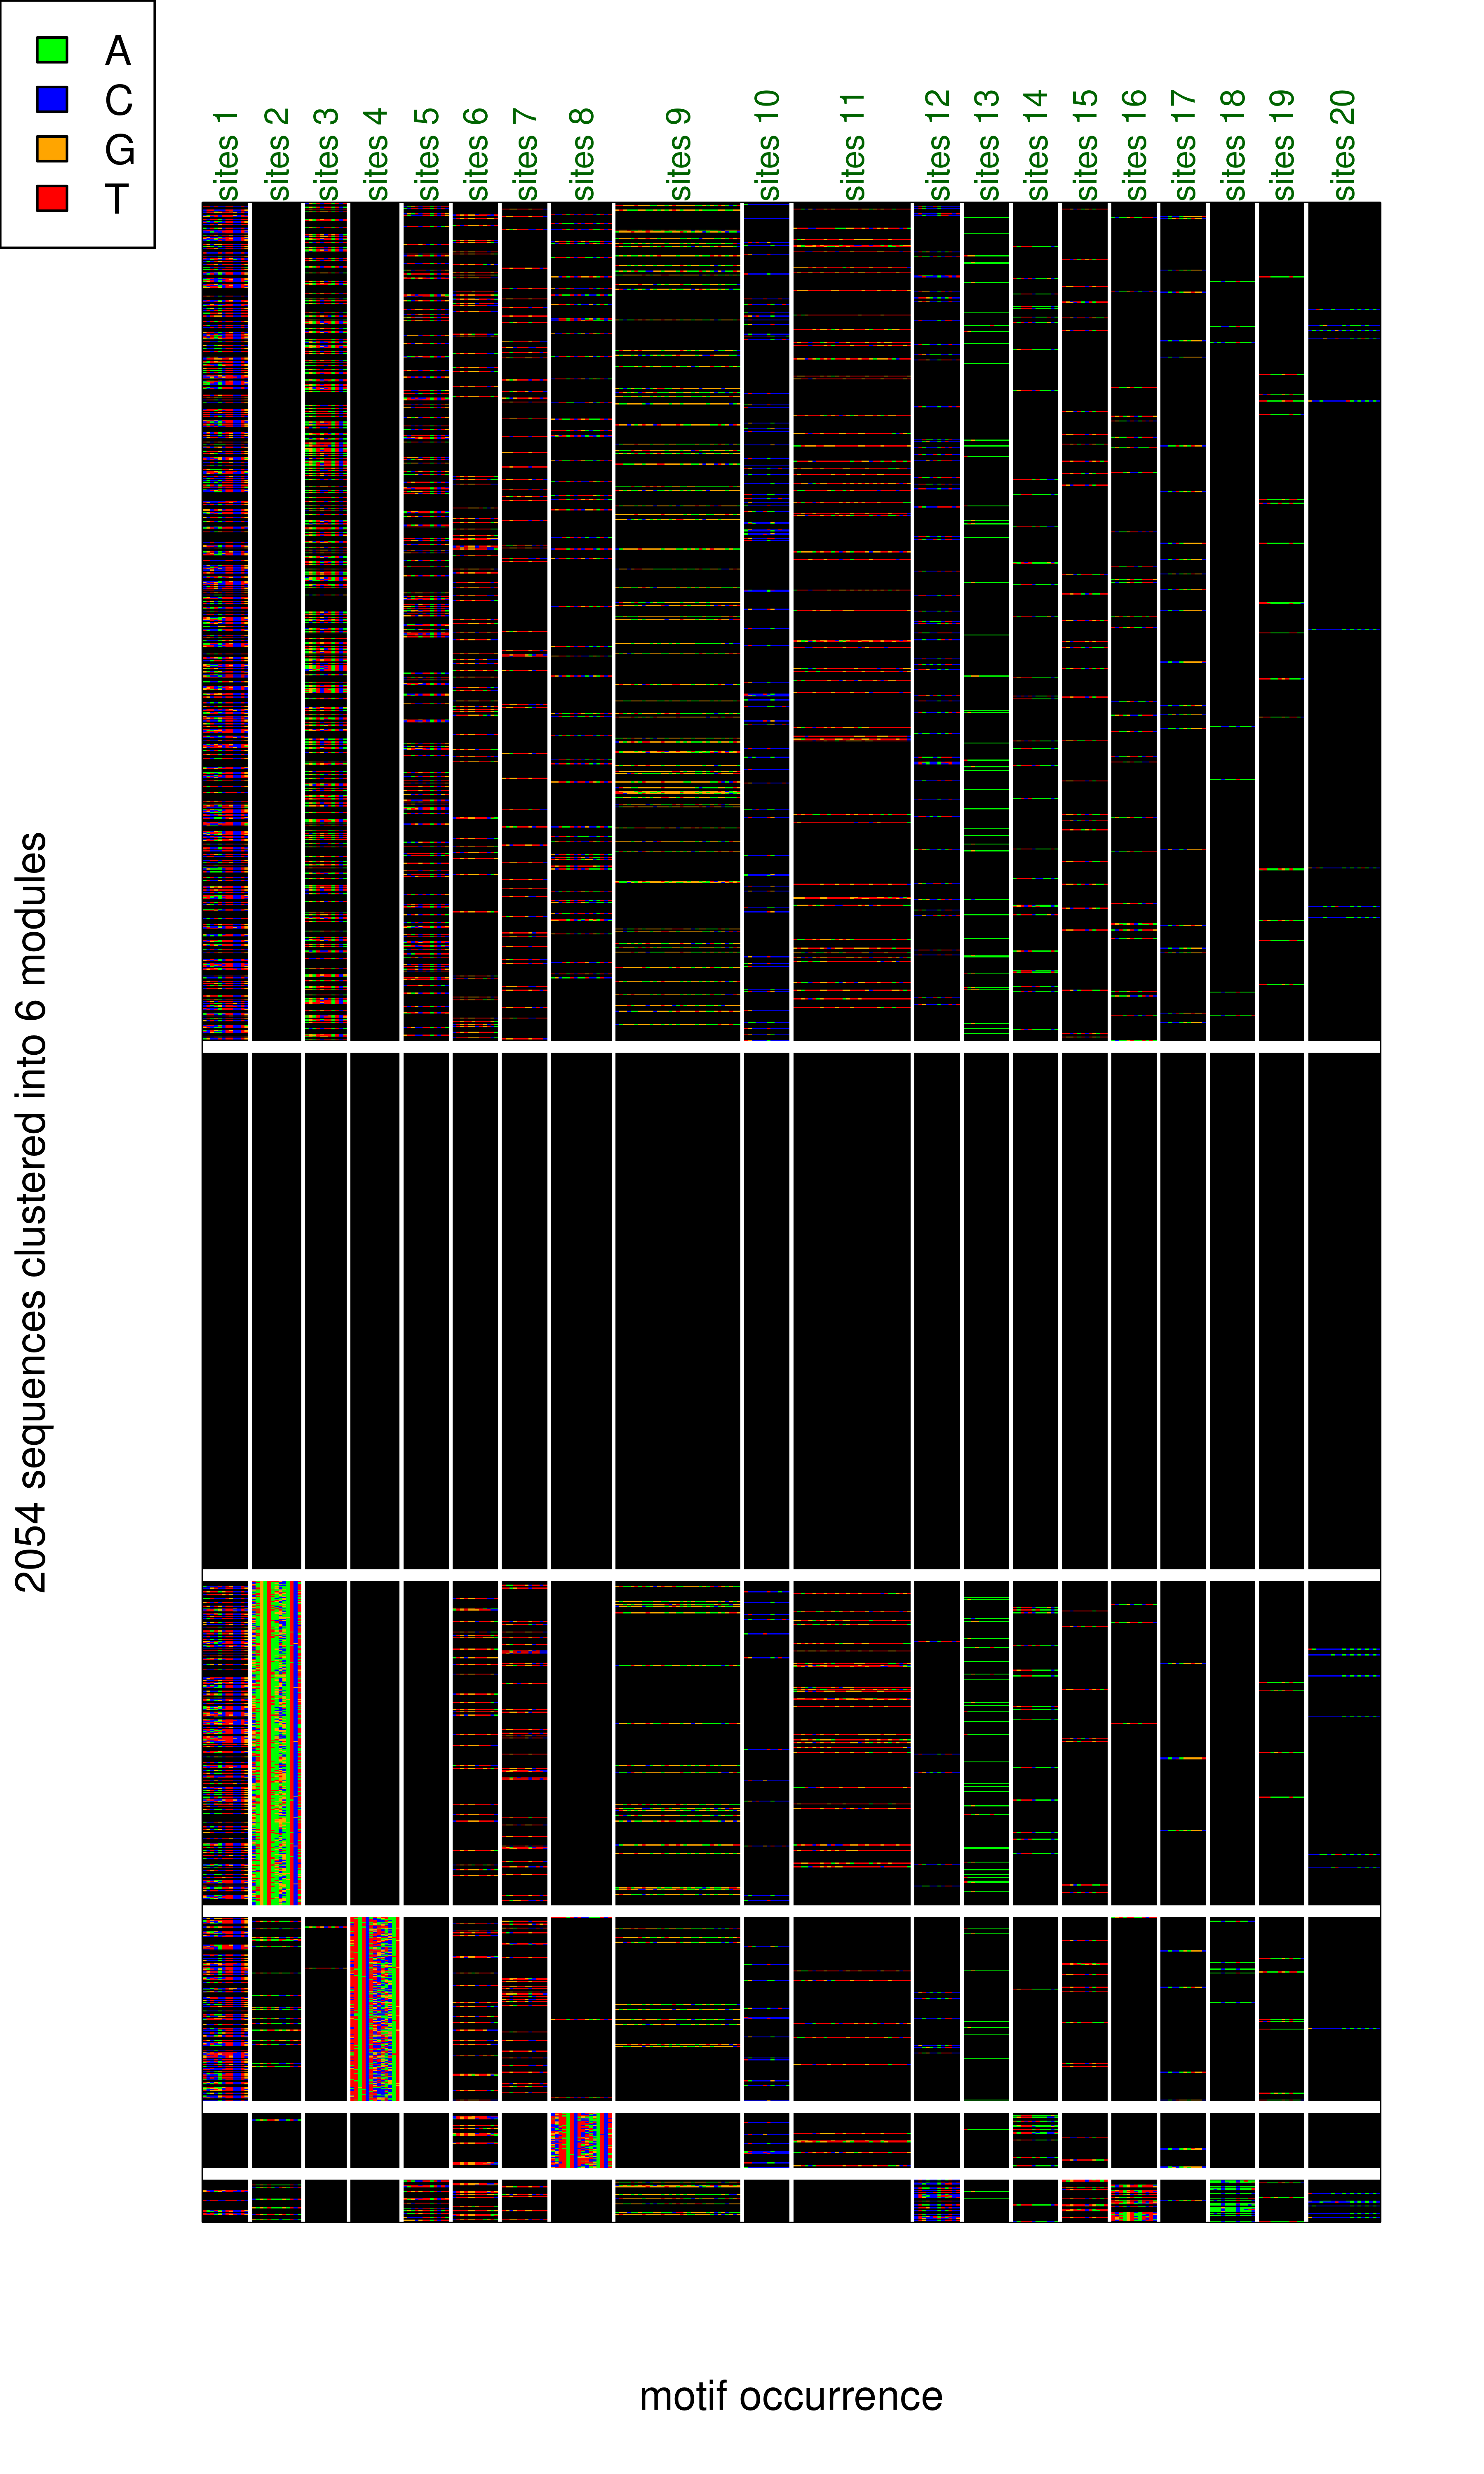 A
C
G
T
sites 1
sites 2
sites 3
sites 4
sites 5
sites 6
sites 7
sites 8
sites 9
sites 10
sites 11
sites 12
sites 13
sites 14
sites 15
sites 16
sites 17
sites 18
sites 19
sites 20
2054 sequences clustered into 6 modules
motif occurrence